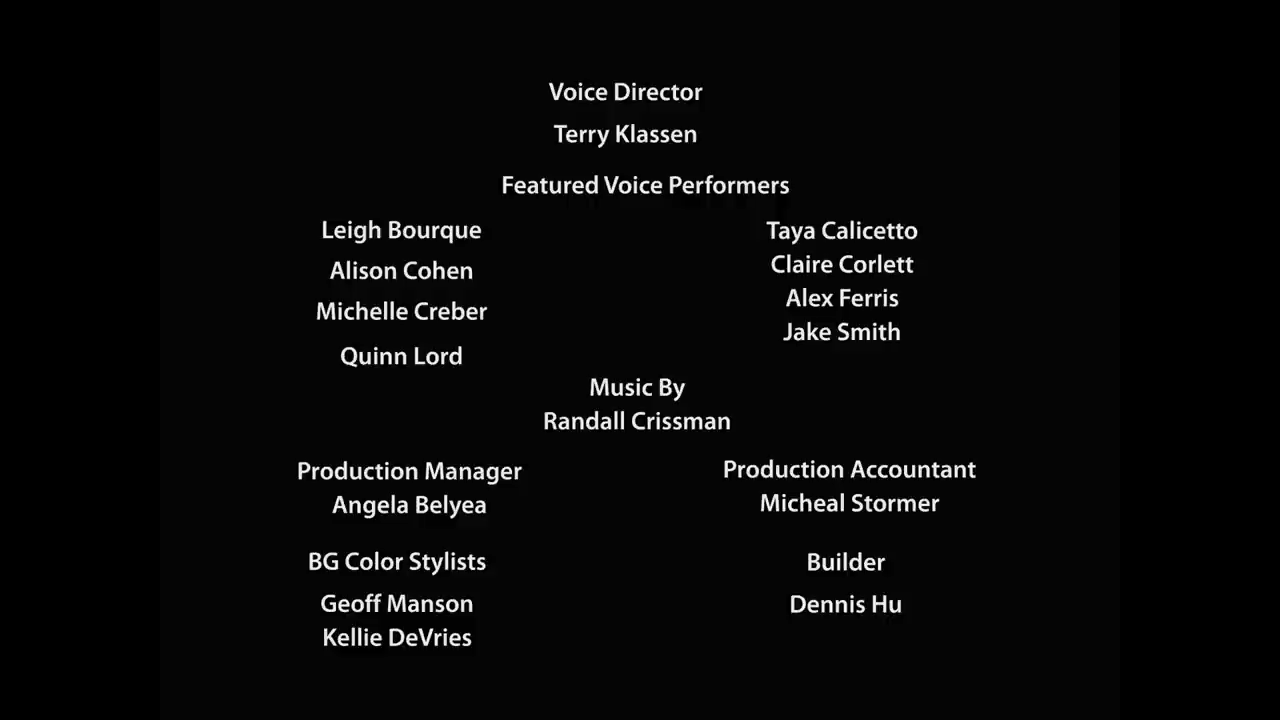 Voice Director
Terry Klassen
Featured Voice Performers
Leigh Bourque
Alison Cohen
Michelle Creber
Quinn Lord
Taya Calicetto
Claire Corlett
Alex Ferris
Jake Smith
Music By
Randall Crissman
Production Manager
Angela Belyea
Production Accountant
Micheal Stormer
BG Color Stylists
Geoff Manson
Kellie DeVries
Builder
Dennis Hu